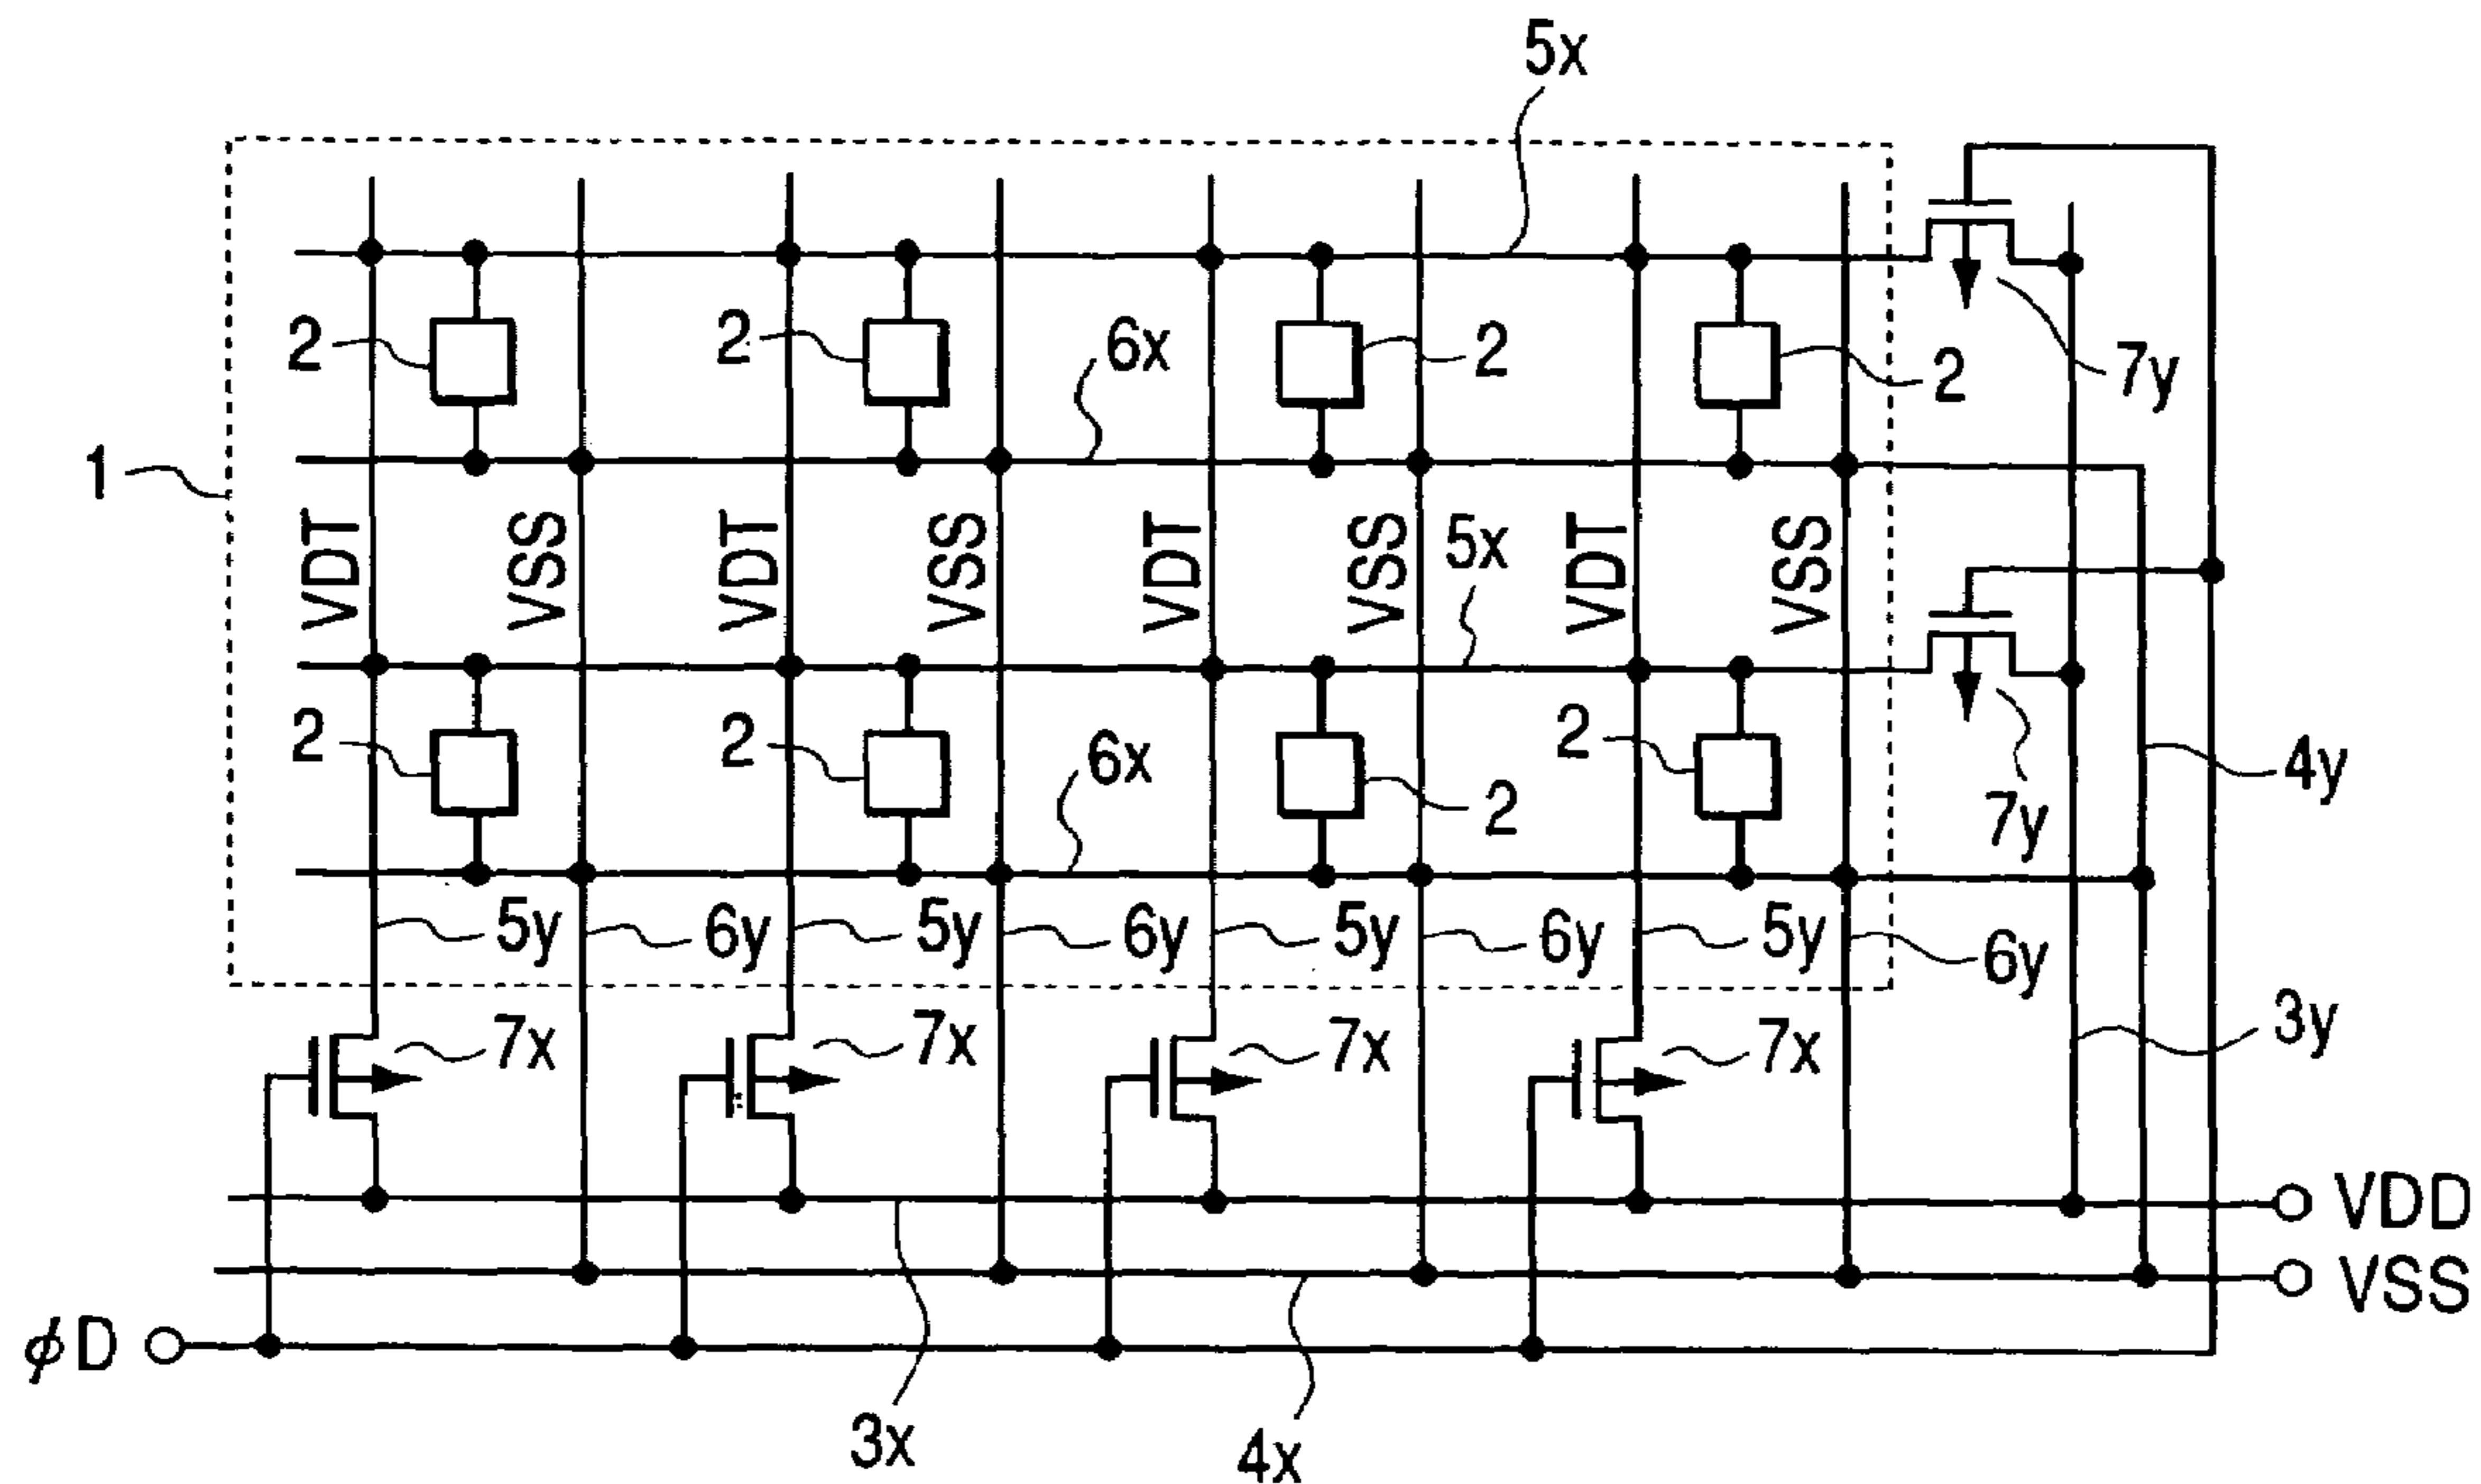 5x
2 2 6x 2 2 7y
1
VDT VSS VDT VSS VDT VSS 5x VDT VSS
2 2 6x 2 2 7y 4y
5y 6y 5y 6y 5y 6y 5y 6y
7x 7x 7x 7x 3y
VDD
VSS
ϕD
3x 4x